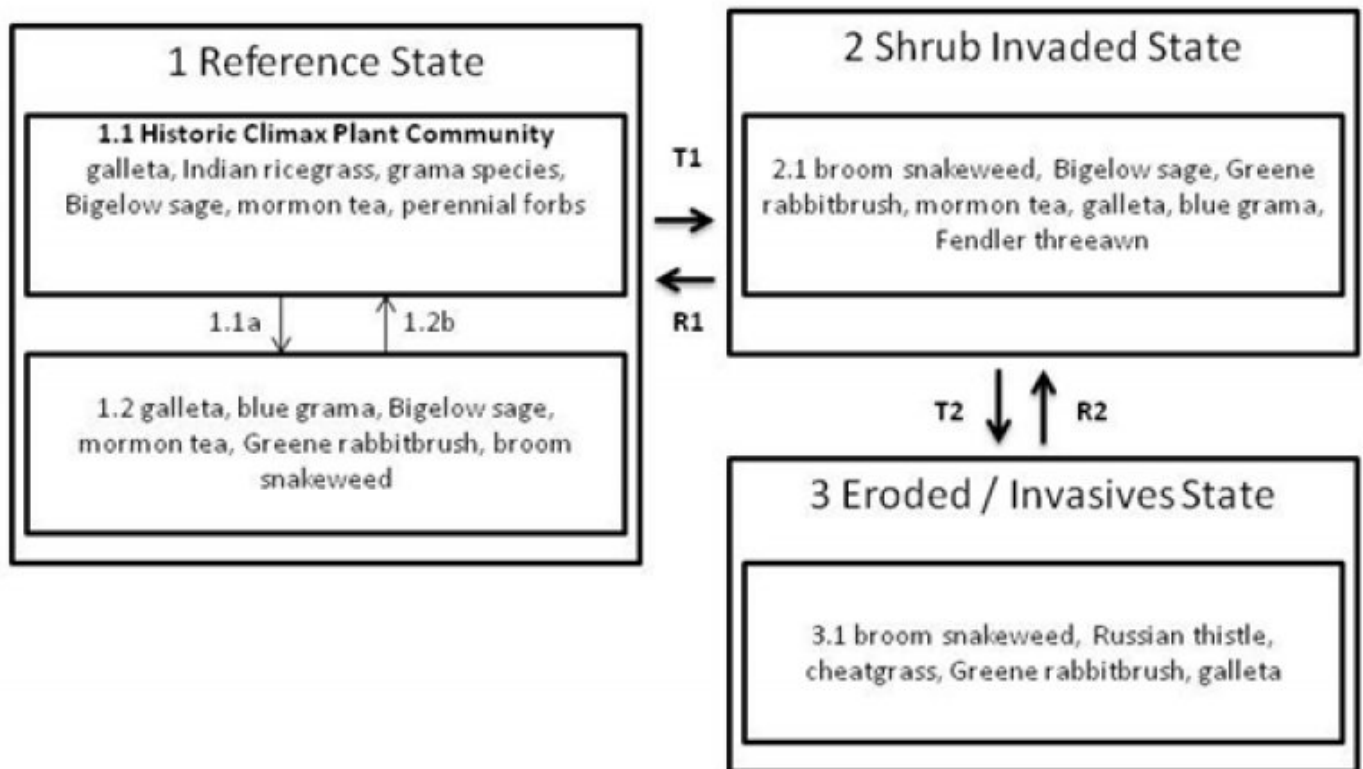 1 Reference State
1.1 Historic Climax Plant Community
galleta, Indian ricegrass, grama species,
Bigelow sage, mormon tea, perennial forbs
1.1a
1.2b
1.2 galleta, blue grama, Bigelow sage,
mormon tea, Greene rabbitbrush, broom
snakeweed
T1
R1
2 Shrub Invaded State
2.1 broom snakeweed, Bigelow sage, Greene
rabbitbrush, mormon tea, galleta, blue grama,
Fendler threeawn
T2
R2
3 Eroded / Invasives State
3.1 broom snakeweed, Russian thistle,
cheatgrass, Greene rabbitbrush, galleta